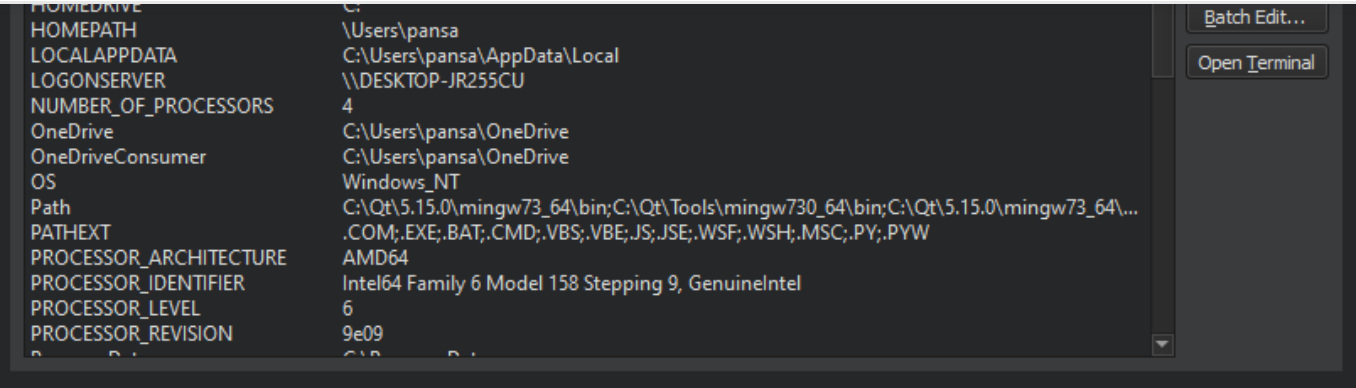 HOMEDRIVE C:
HOMEPATH \Users\pansa
LOCALAPPDATA C:\Users\pansa\AppData\Local
LOGONSERVER \\DESKTOP-JR255CU
NUMBER_OF_PROCESSORS 4
OneDrive C:\Users\pansa\OneDrive
OneDriveConsumer C:\Users\pansa\OneDrive
OS Windows_NT
Path C:\Qt\5.15.0\mingw73_64\bin;C:\Qt\Tools\mingw730_64\bin;C:\Qt\5.15.0\mingw73_64\...
PATHEXT .COM;.EXE;.BAT;.CMD;.VBS;.VBE;.JS;.JSE;.WSF;.WSH;.MSC;.PY;.PYW
PROCESSOR_ARCHITECTURE AMD64
PROCESSOR_IDENTIFIER Intel64 Family 6 Model 158 Stepping 9, GenuineIntel
PROCESSOR_LEVEL 6
PROCESSOR_REVISION 9e09
Batch Edit...
Open Terminal